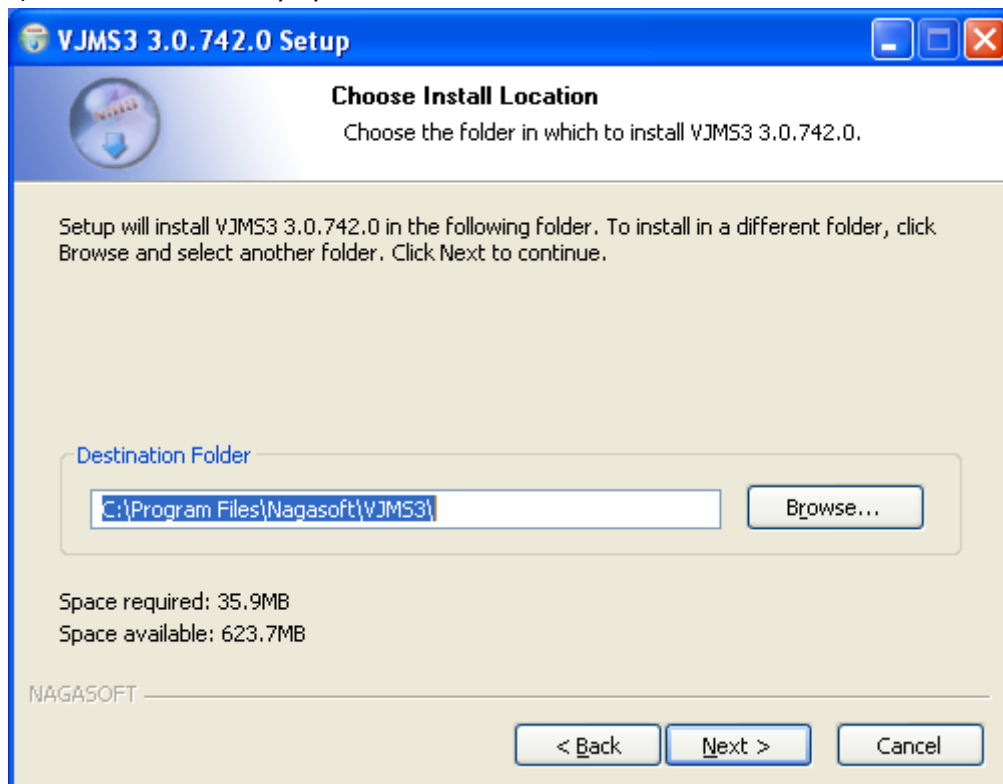 VJMS3 3.0.742.0 Setup
Nata
Choose Install Location
Choose the folder in which to install VJMS3 3.0.742.0.
Setup will install VJMS3 3.0.742.0 in the following folder. To install in a different folder, click
Browse and select another folder. Click Next to continue.
Destination Folder
C:\Program Files\Nagasoft\VJMS3\
Browse...
Space required: 35.9MB
Space available: 623.7MB
NAGASOFT
< Back
Next >
Cancel